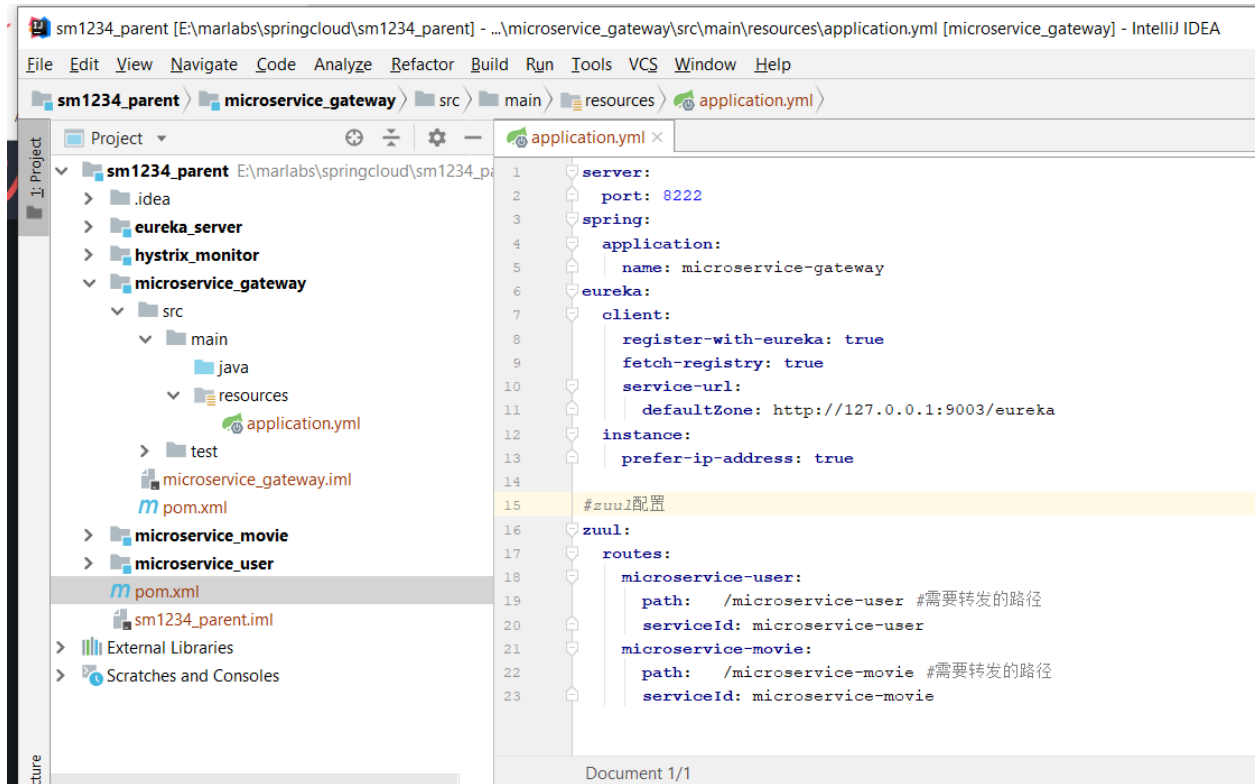 sm1234_parent [E:\marlabs\springcloud\sm1234_parent] - ...\microservice_gateway\src\main\resources\application.yml [microservice_gateway] - IntelliJ IDEA
File Edit View Navigate Code Analyze Refactor Build Run Tools VCS Window Help
sm1234_parent microservice_gateway src main resources application.yml
1: Project
Project
sm1234_parent E:\marlabs\springcloud\sm1234_pa
.idea
eureka_server
hystrix_monitor
microservice_gateway
src
main
java
resources
application.yml
test
microservice_gateway.iml
pom.xml
microservice_movie
microservice_user
pom.xml
sm1234_parent.iml
External Libraries
Scratches and Consoles
application.yml
1 server:
2 port: 8222
3 spring:
4 application:
5 name: microservice-gateway
6 eureka:
7 client:
8 register-with-eureka: true
9 fetch-registry: true
10 service-url:
11 defaultZone: http://127.0.0.1:9003/eureka
12 instance:
13 prefer-ip-address: true
14
15 #zuul配置
16 zuul:
17 routes:
18 microservice-user:
19 path: /microservice-user #需要转发的路径
20 serviceId: microservice-user
21 microservice-movie:
22 path: /microservice-movie #需要转发的路径
23 serviceId: microservice-movie
Document 1/1
cture